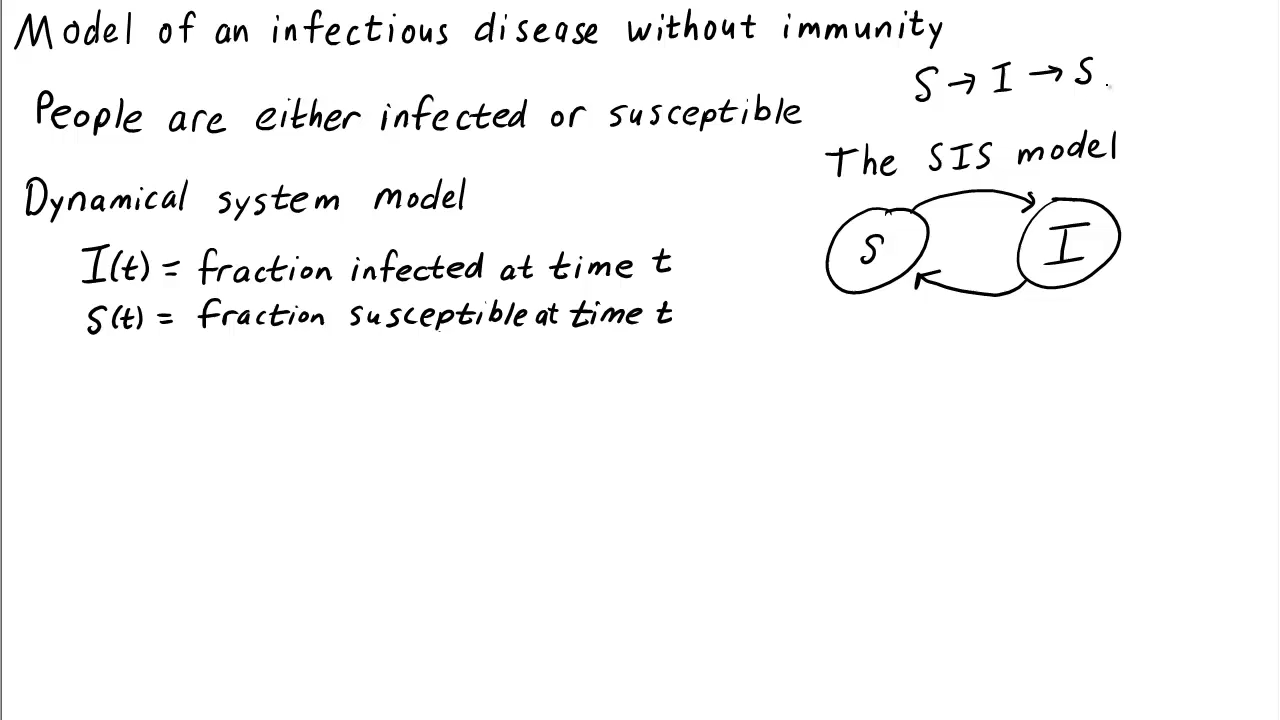 Model of an infectious disease without immunity
S → I → S
People are either infected or susceptible
The SIS model
Dynamical system model
S
I
I(t) = fraction infected at time t
S(t) = fraction susceptible at time t